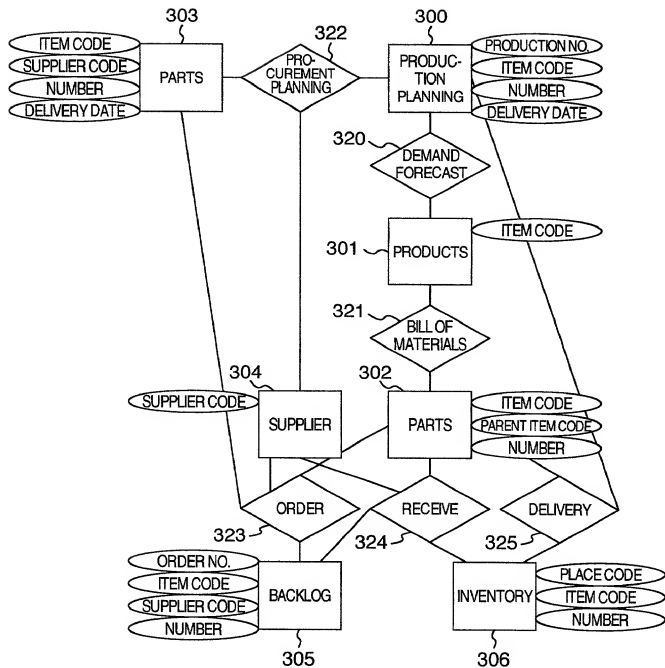 303
322
300
ITEM CODE
SUPPLIER CODE
NUMBER
DELIVERY DATE
PARTS
PRO-
CUREMENT
PLANNING
PRODUC-
TION
PLANNING
PRODUCTION NO.
ITEM CODE
NUMBER
DELIVERY DATE
320
DEMAND
FORECAST
301
PRODUCTS
ITEM CODE
321
BILL OF
MATERIALS
304
302
SUPPLIER CODE
SUPPLIER
PARTS
ITEM CODE
PARENT ITEM CODE
NUMBER
ORDER
RECEIVE
DELIVERY
323
324
325
ORDER NO.
ITEM CODE
SUPPLIER CODE
NUMBER
BACKLOG
INVENTORY
PLACE CODE
ITEM CODE
NUMBER
305
306